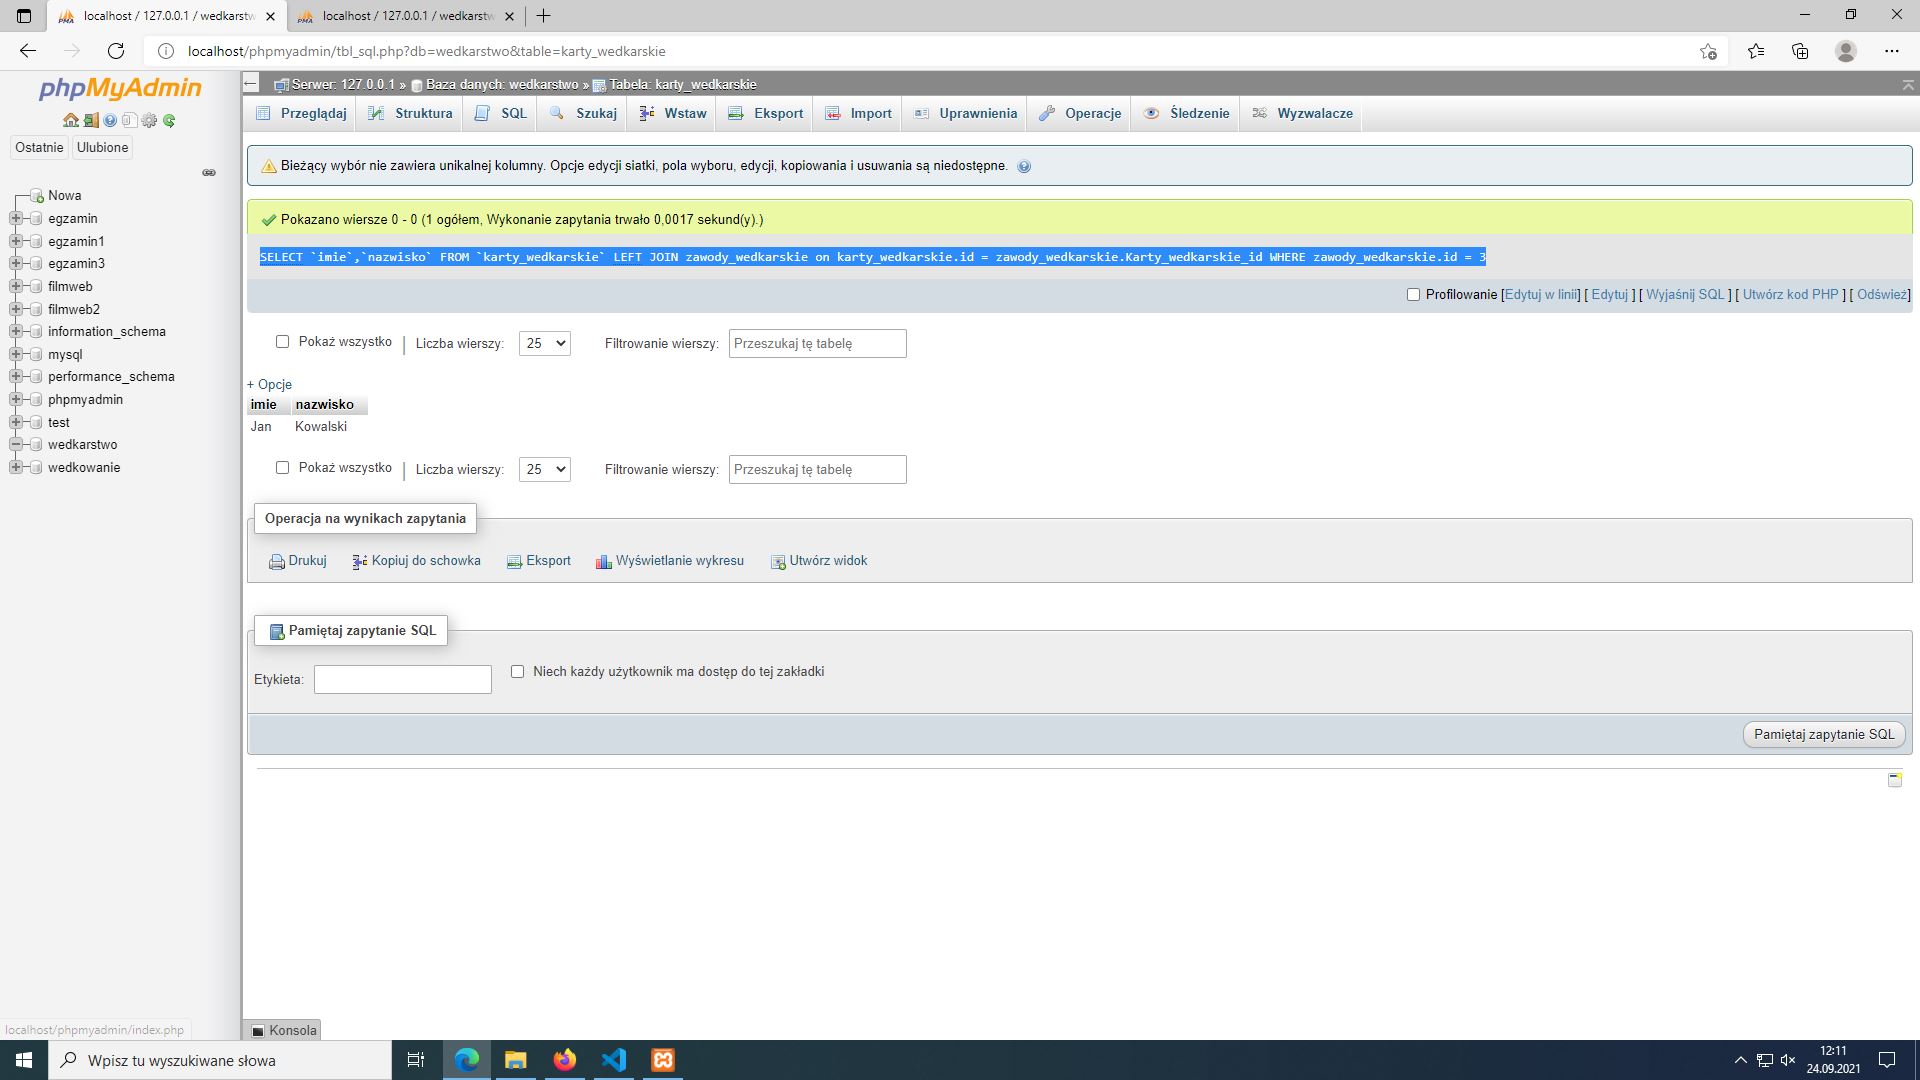 localhost / 127.0.0.1 / wedkarstw
localhost / 127.0.0.1 / wedkarstw
localhost/phpmyadmin/tbl_sql.php?db=wedkarstwo&table=karty_wedkarskie
phpMyAdmin
Ostatnie Ulubione
Nowa
egzamin
egzamin1
egzamin3
filmweb
filmweb2
information_schema
mysql
performance_schema
phpmyadmin
test
wedkarstwo
wedkowanie
localhost/phpmyadmin/index.php
Serwer: 127.0.0.1 » Baza danych: wedkarstwo » Tabela: karty_wedkarskie
Przeglądaj Struktura SQL Szukaj Wstaw Eksport Import Uprawnienia Operacje Śledzenie Wyzwalacze
Bieżący wybór nie zawiera unikalnej kolumny. Opcje edycji siatki, pola wyboru, edycji, kopiowania i usuwania są niedostępne.
Pokazano wiersze 0 - 0 (1 ogółem, Wykonanie zapytania trwało 0,0017 sekund(y).)
SELECT `imie`,`nazwisko` FROM `karty_wedkarskie` LEFT JOIN zawody_wedkarskie on karty_wedkarskie.id = zawody_wedkarskie.Karty_wedkarskie_id WHERE zawody_wedkarskie.id = 3
Profilowanie [Edytuj w linii] [ Edytuj ] [ Wyjaśnij SQL ] [ Utwórz kod PHP ] [ Odśwież]
Pokaż wszystko | Liczba wierszy: 25 Filtrowanie wierszy: Przeszukaj tę tabelę
+ Opcje
imie nazwisko
Jan Kowalski
Pokaż wszystko | Liczba wierszy: 25 Filtrowanie wierszy: Przeszukaj tę tabelę
Operacja na wynikach zapytania
Drukuj Kopiuj do schowka Eksport Wyświetlanie wykresu Utwórz widok
Pamiętaj zapytanie SQL
Etykieta: Niech każdy użytkownik ma dostęp do tej zakładki
Pamiętaj zapytanie SQL
Konsola
Wpisz tu wyszukiwane słowa
12:11
24.09.2021